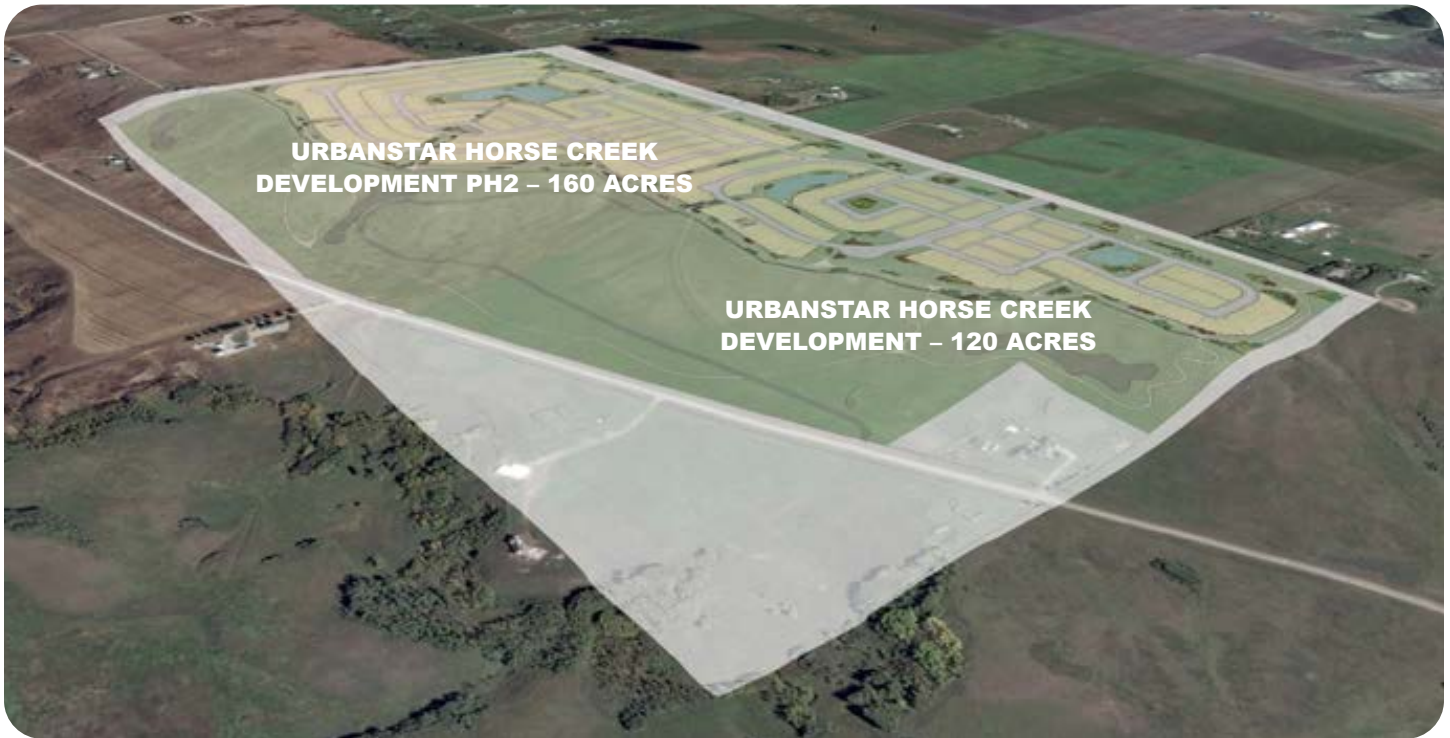 URBANSTAR HORSE CREEK
DEVELOPMENT PH2 – 160 ACRES
URBANSTAR HORSE CREEK
DEVELOPMENT – 120 ACRES